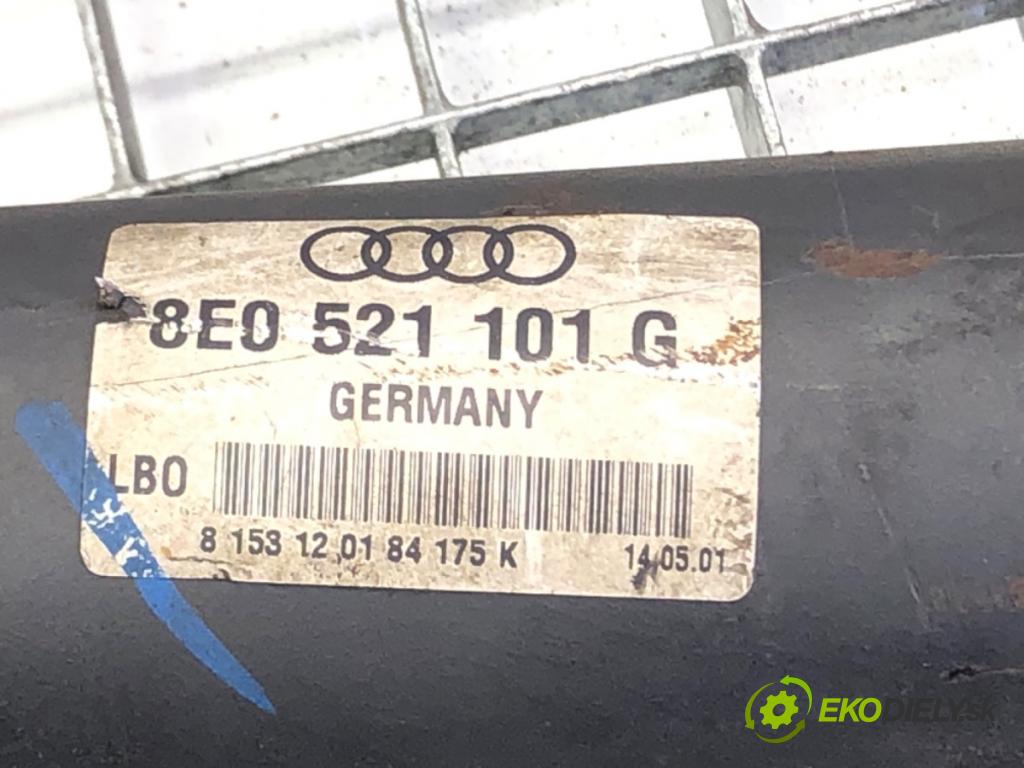 8E0 521 101 G
GERMANY
LBO
8 153 12 01 84 175 K 14.05.01
EKODIELY.SK